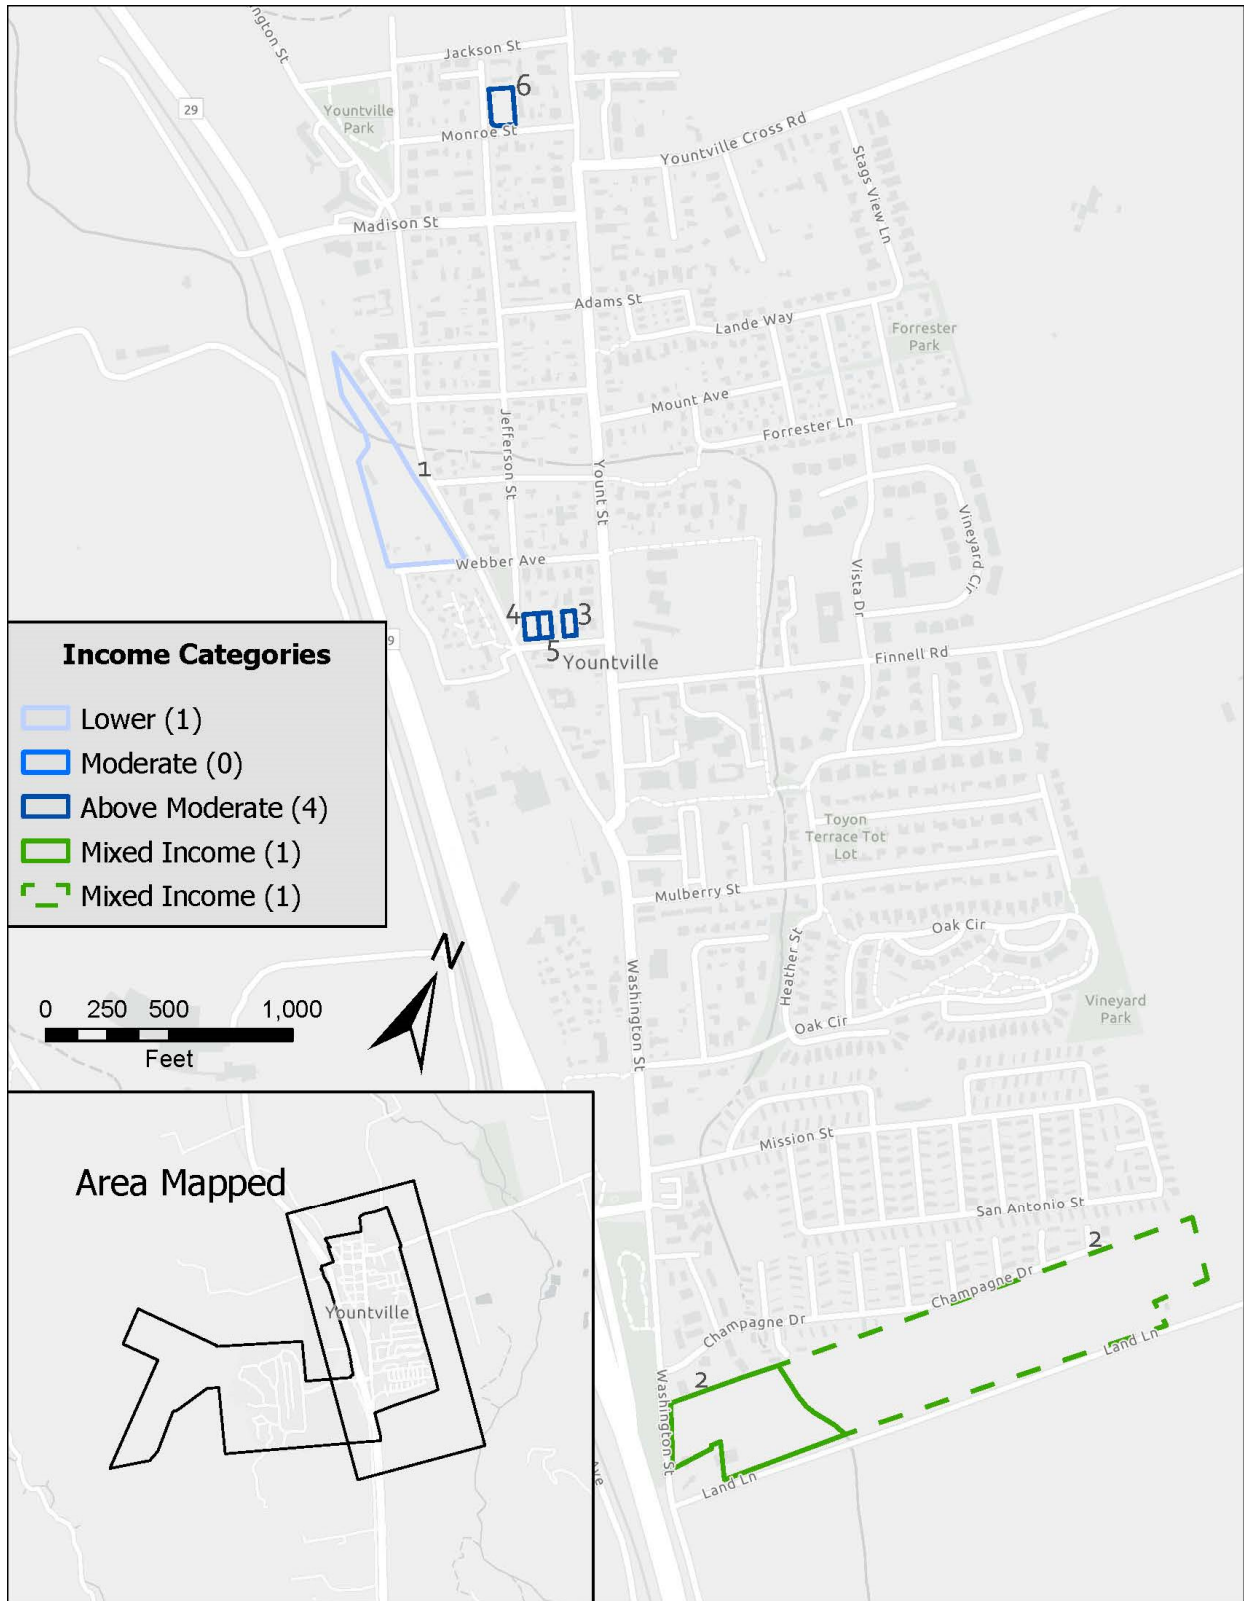 ington St
Jackson St
6
29
Yountville
Park
Monroe St
Yountville Cross Rd
Stags View Ln
Madison St
Adams St
Lande Way
Forrester
Park
Mount Ave
Jefferson St
Forrester Ln
1
Yount St
Vineyard Cir
Webber Ave
Vista Dr
4
3
5
Yountville
9
Finnell Rd
Income Categories
Lower (1)
Moderate (0)
Above Moderate (4)
Mixed Income (1)
Mixed Income (1)
Toyon
Terrace Tot
Lot
Mulberry St
Oak Cir
Heather St
N
Washington St
Vineyard
Park
Oak Cir
0 250 500 1,000
Feet
Mission St
Area Mapped
San Antonio St
2
Champagne Dr
Yountville
Champagne Dr
Land Ln
2
Washington St
Land Ln
Ave